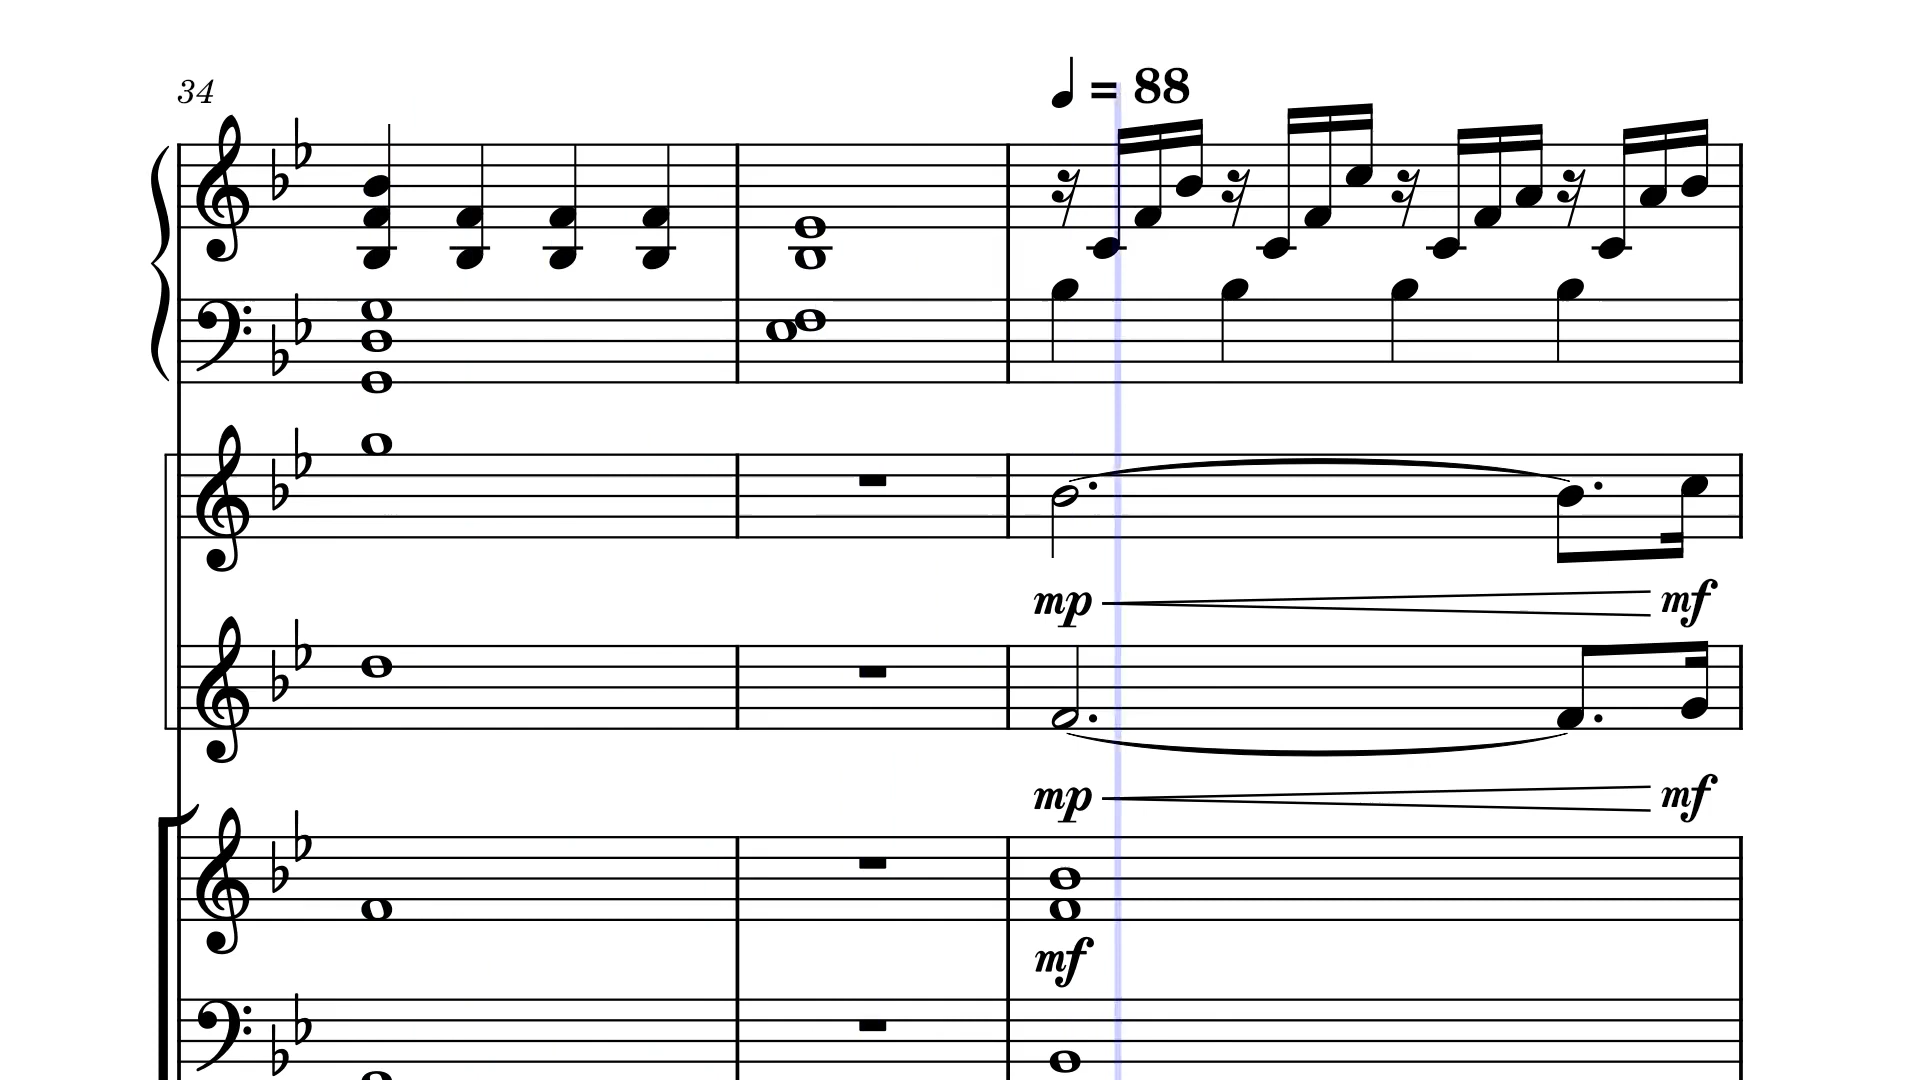 34
♩ = 88
mp mf
mp mf
mf